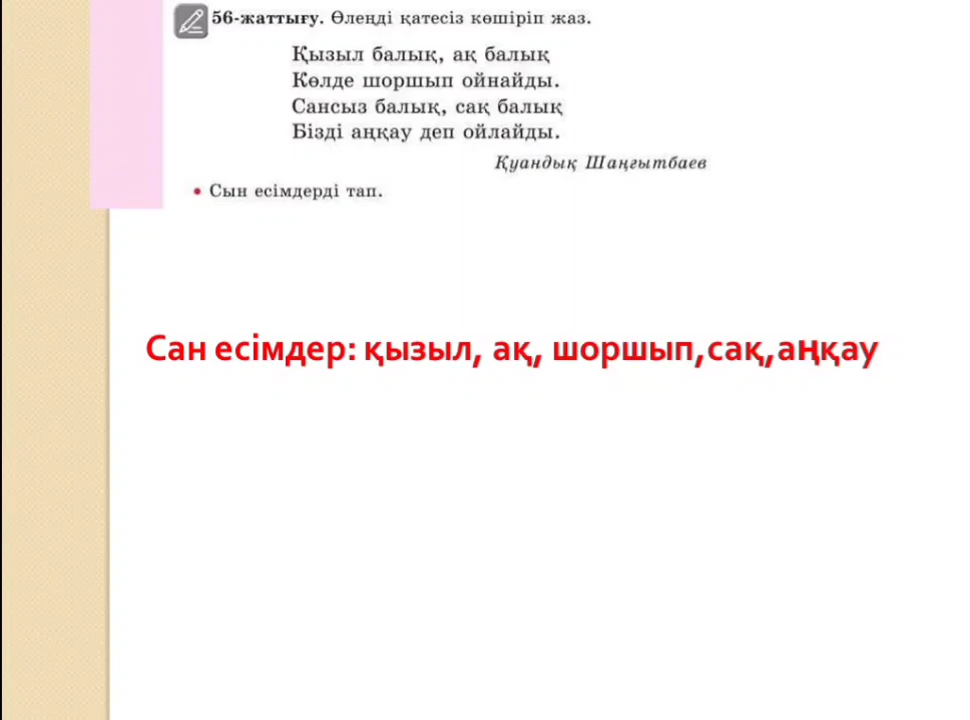 56-жаттығу. Өлеңді қатесіз көшіріп жаз.
Қызыл балық, ақ балық
Көлде шоршып ойнайды.
Сансыз балық, сақ балық
Бізді аңқау деп ойлайды.
Қуандық Шаңғытбаев
• Сын есімдерді тап.
Сан есімдер: қызыл, ақ, шоршып,сақ,аңқау